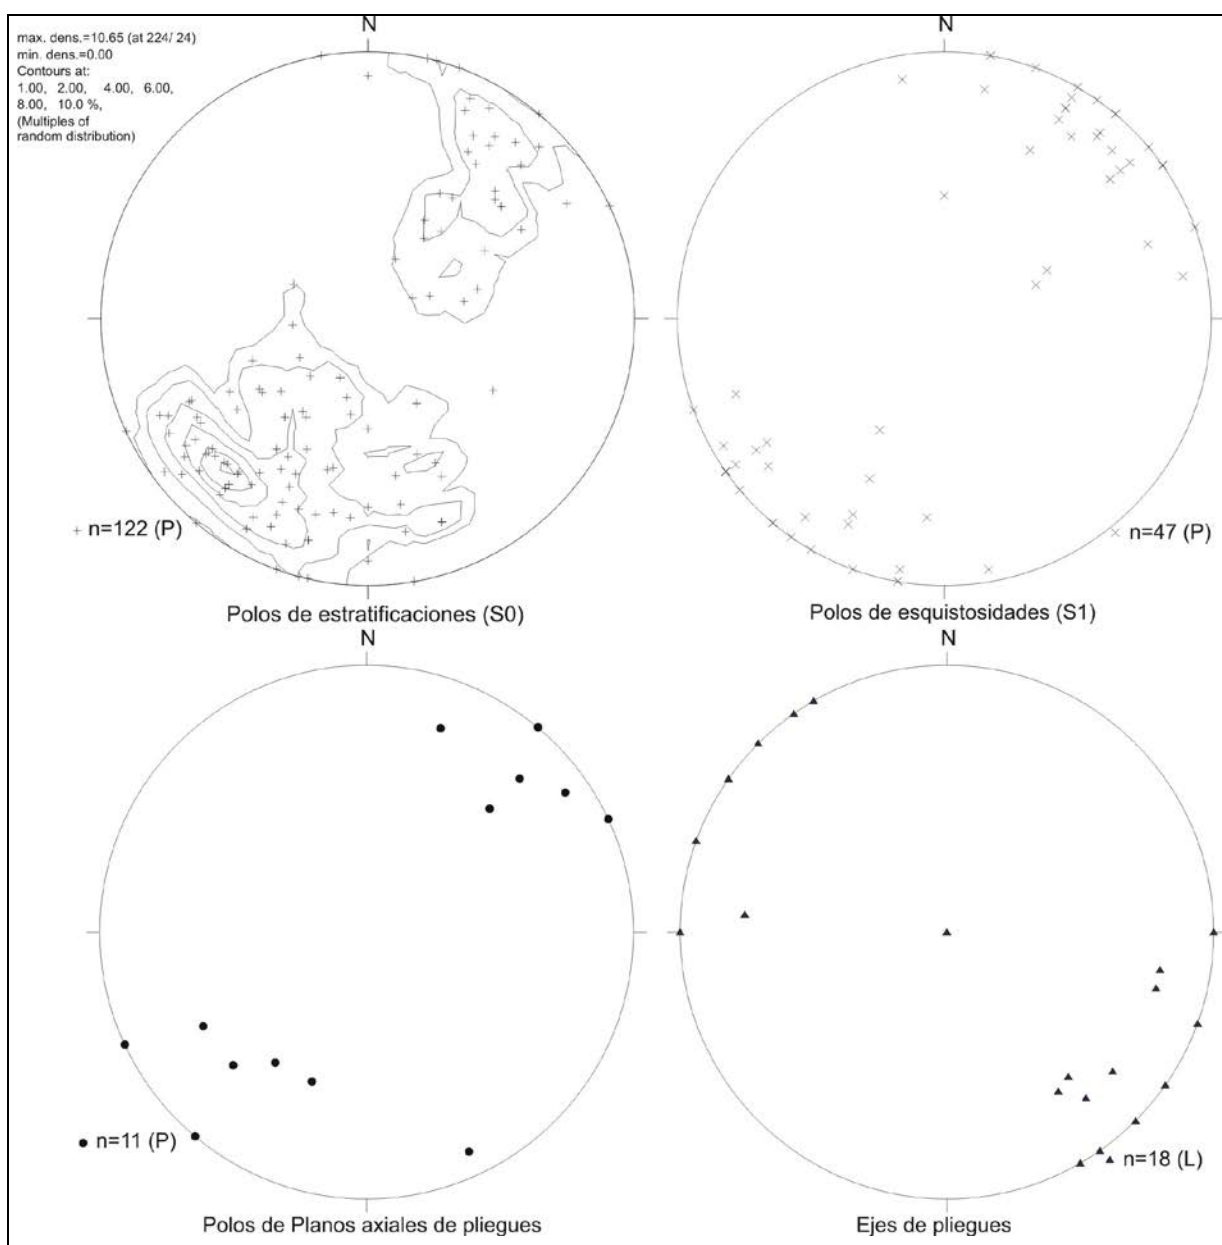 N
max. dens.=10.65 (at 224/ 24)
min. dens.=0.00
Contours at:
1.00, 2.00, 4.00, 6.00,
8.00, 10.0 %,
(Multiples of
random distribution)
n=122 (P)
Polos de estratificaciones (S0)
N
n=47 (P)
Polos de esquistosidades (S1)
N
n=11 (P)
Polos de Planos axiales de pliegues
N
n=18 (L)
Ejes de pliegues